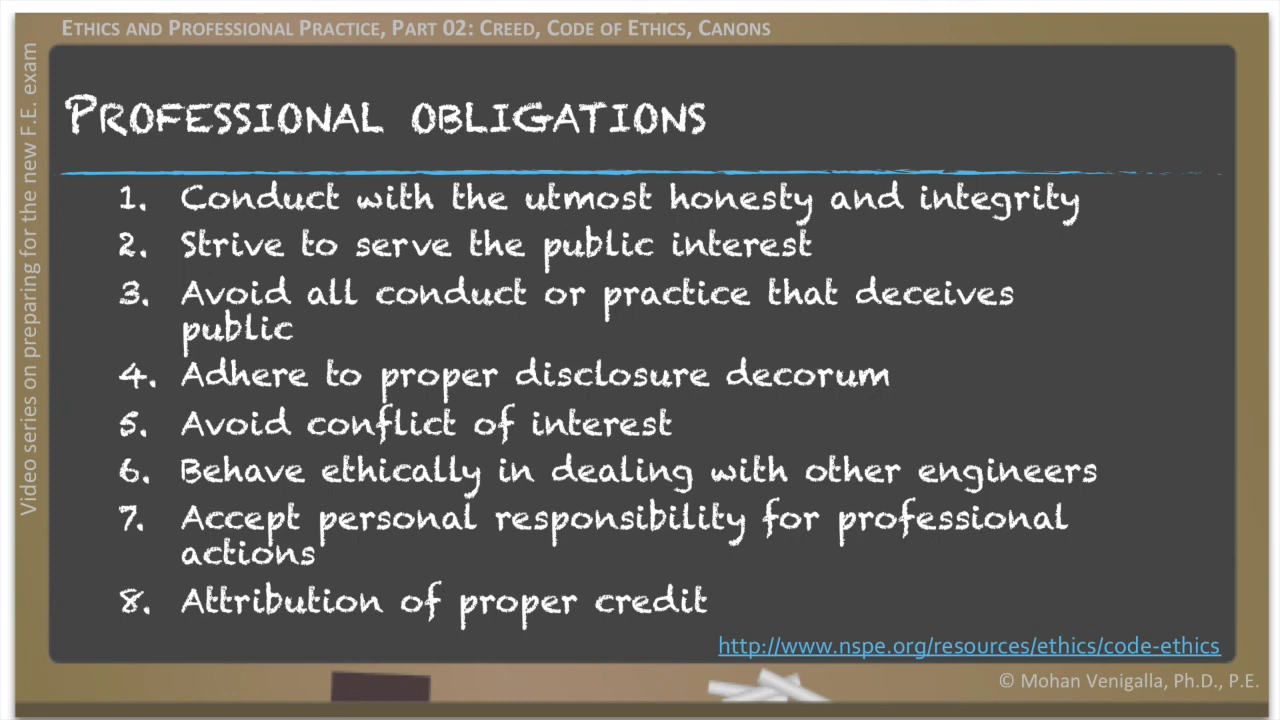 ETHICS AND PROFESSIONAL PRACTICE, PART 02: CREED, CODE OF ETHICS, CANONS
Video series on preparing for the new F.E. exam
PROFESSIONAL OBLIGATIONS
1. Conduct with the utmost honesty and integrity
2. Strive to serve the public interest
3. Avoid all conduct or practice that deceives
public
4. Adhere to proper disclosure decorum
5. Avoid conflict of interest
6. Behave ethically in dealing with other engineers
7. Accept personal responsibility for professional
actions
8. Attribution of proper credit
http://www.nspe.org/resources/ethics/code-ethics
© Mohan Venigalla, Ph.D., P.E.